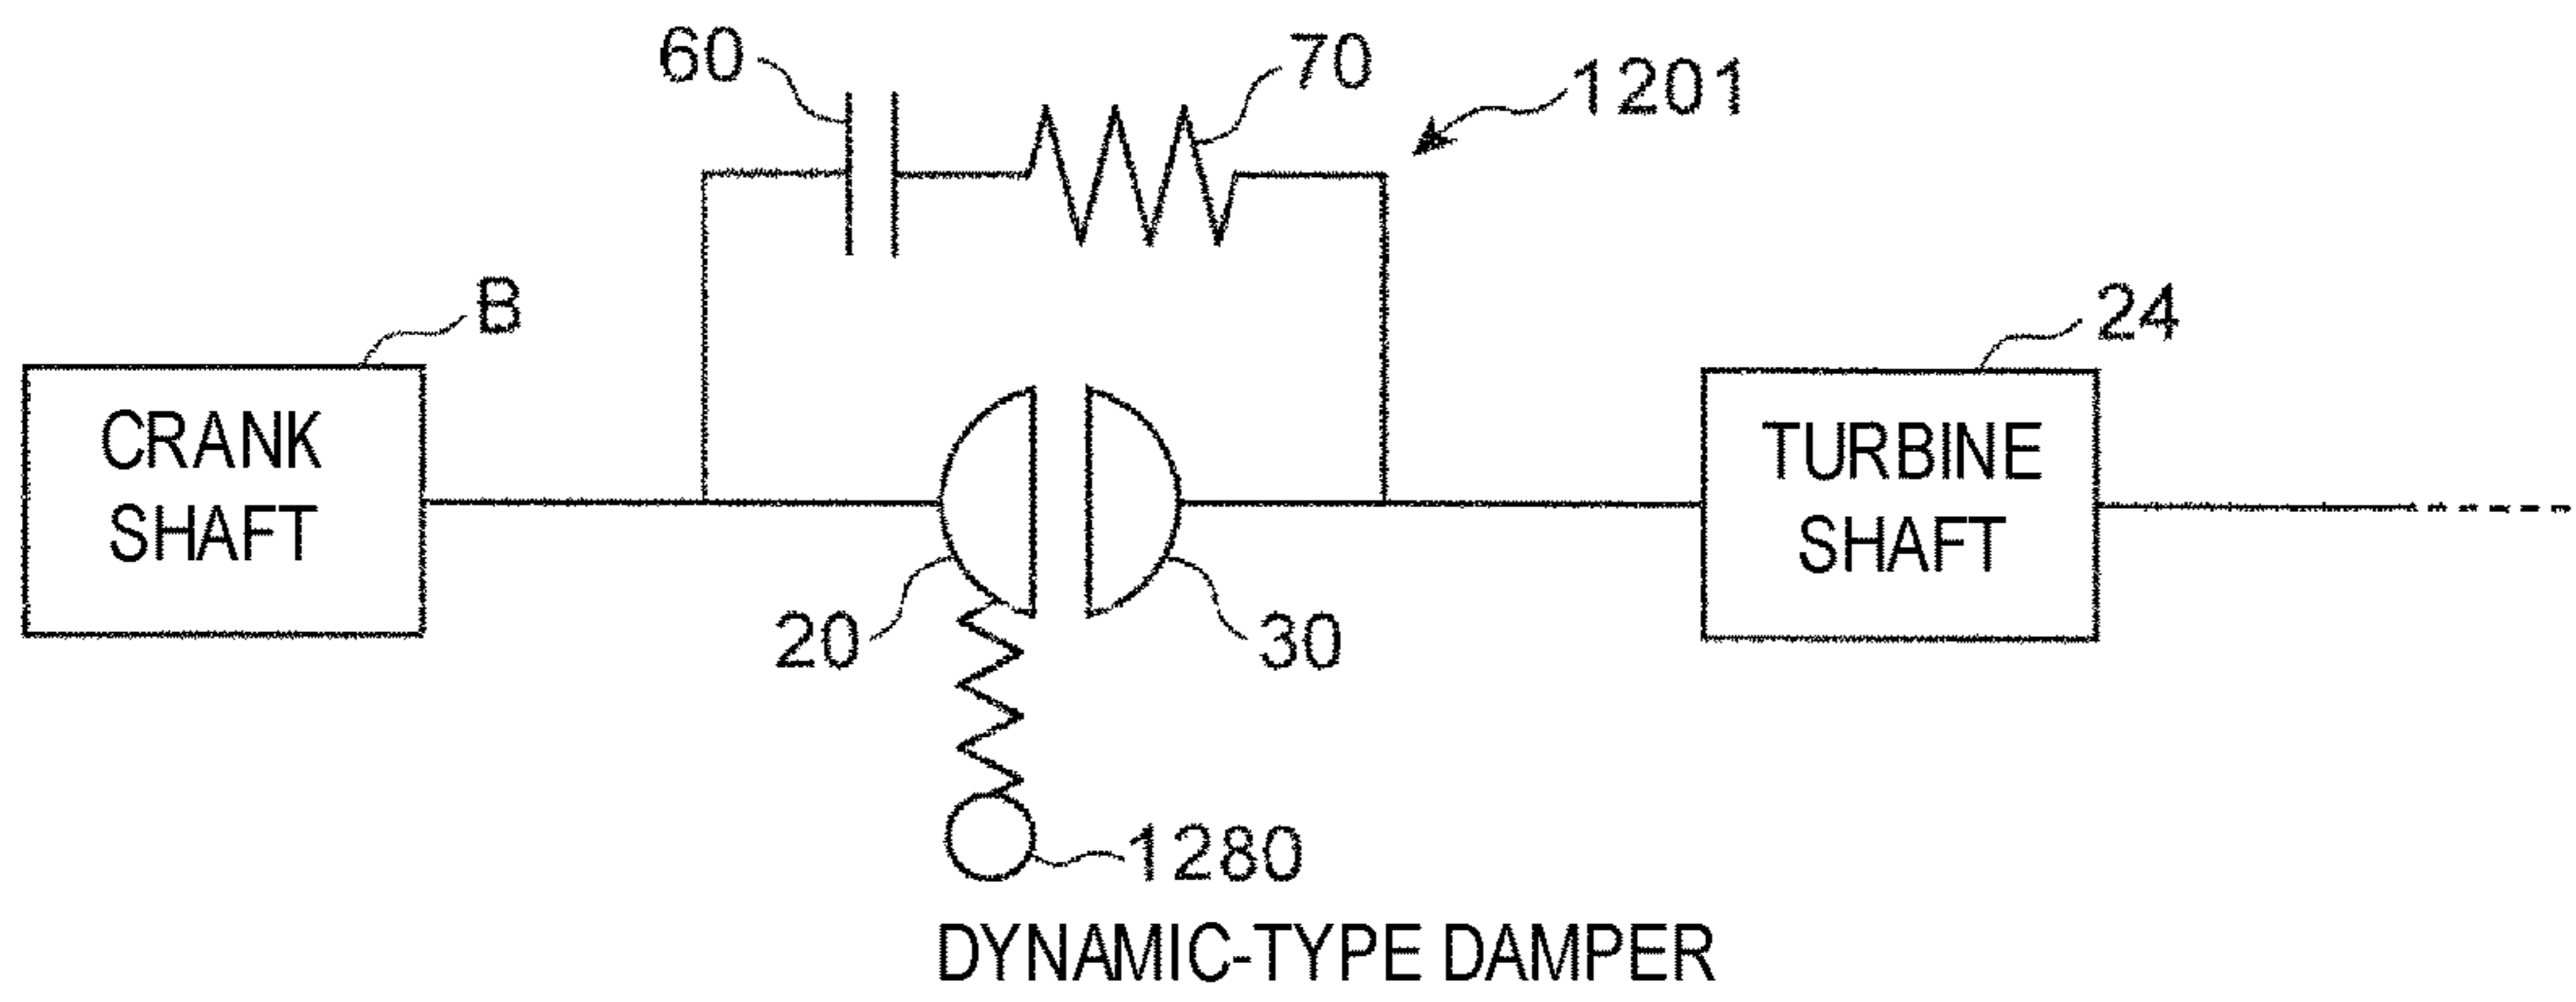 60
70
1201
B
24
CRANK
SHAFT
TURBINE
SHAFT
20
30
1280
DYNAMIC-TYPE DAMPER